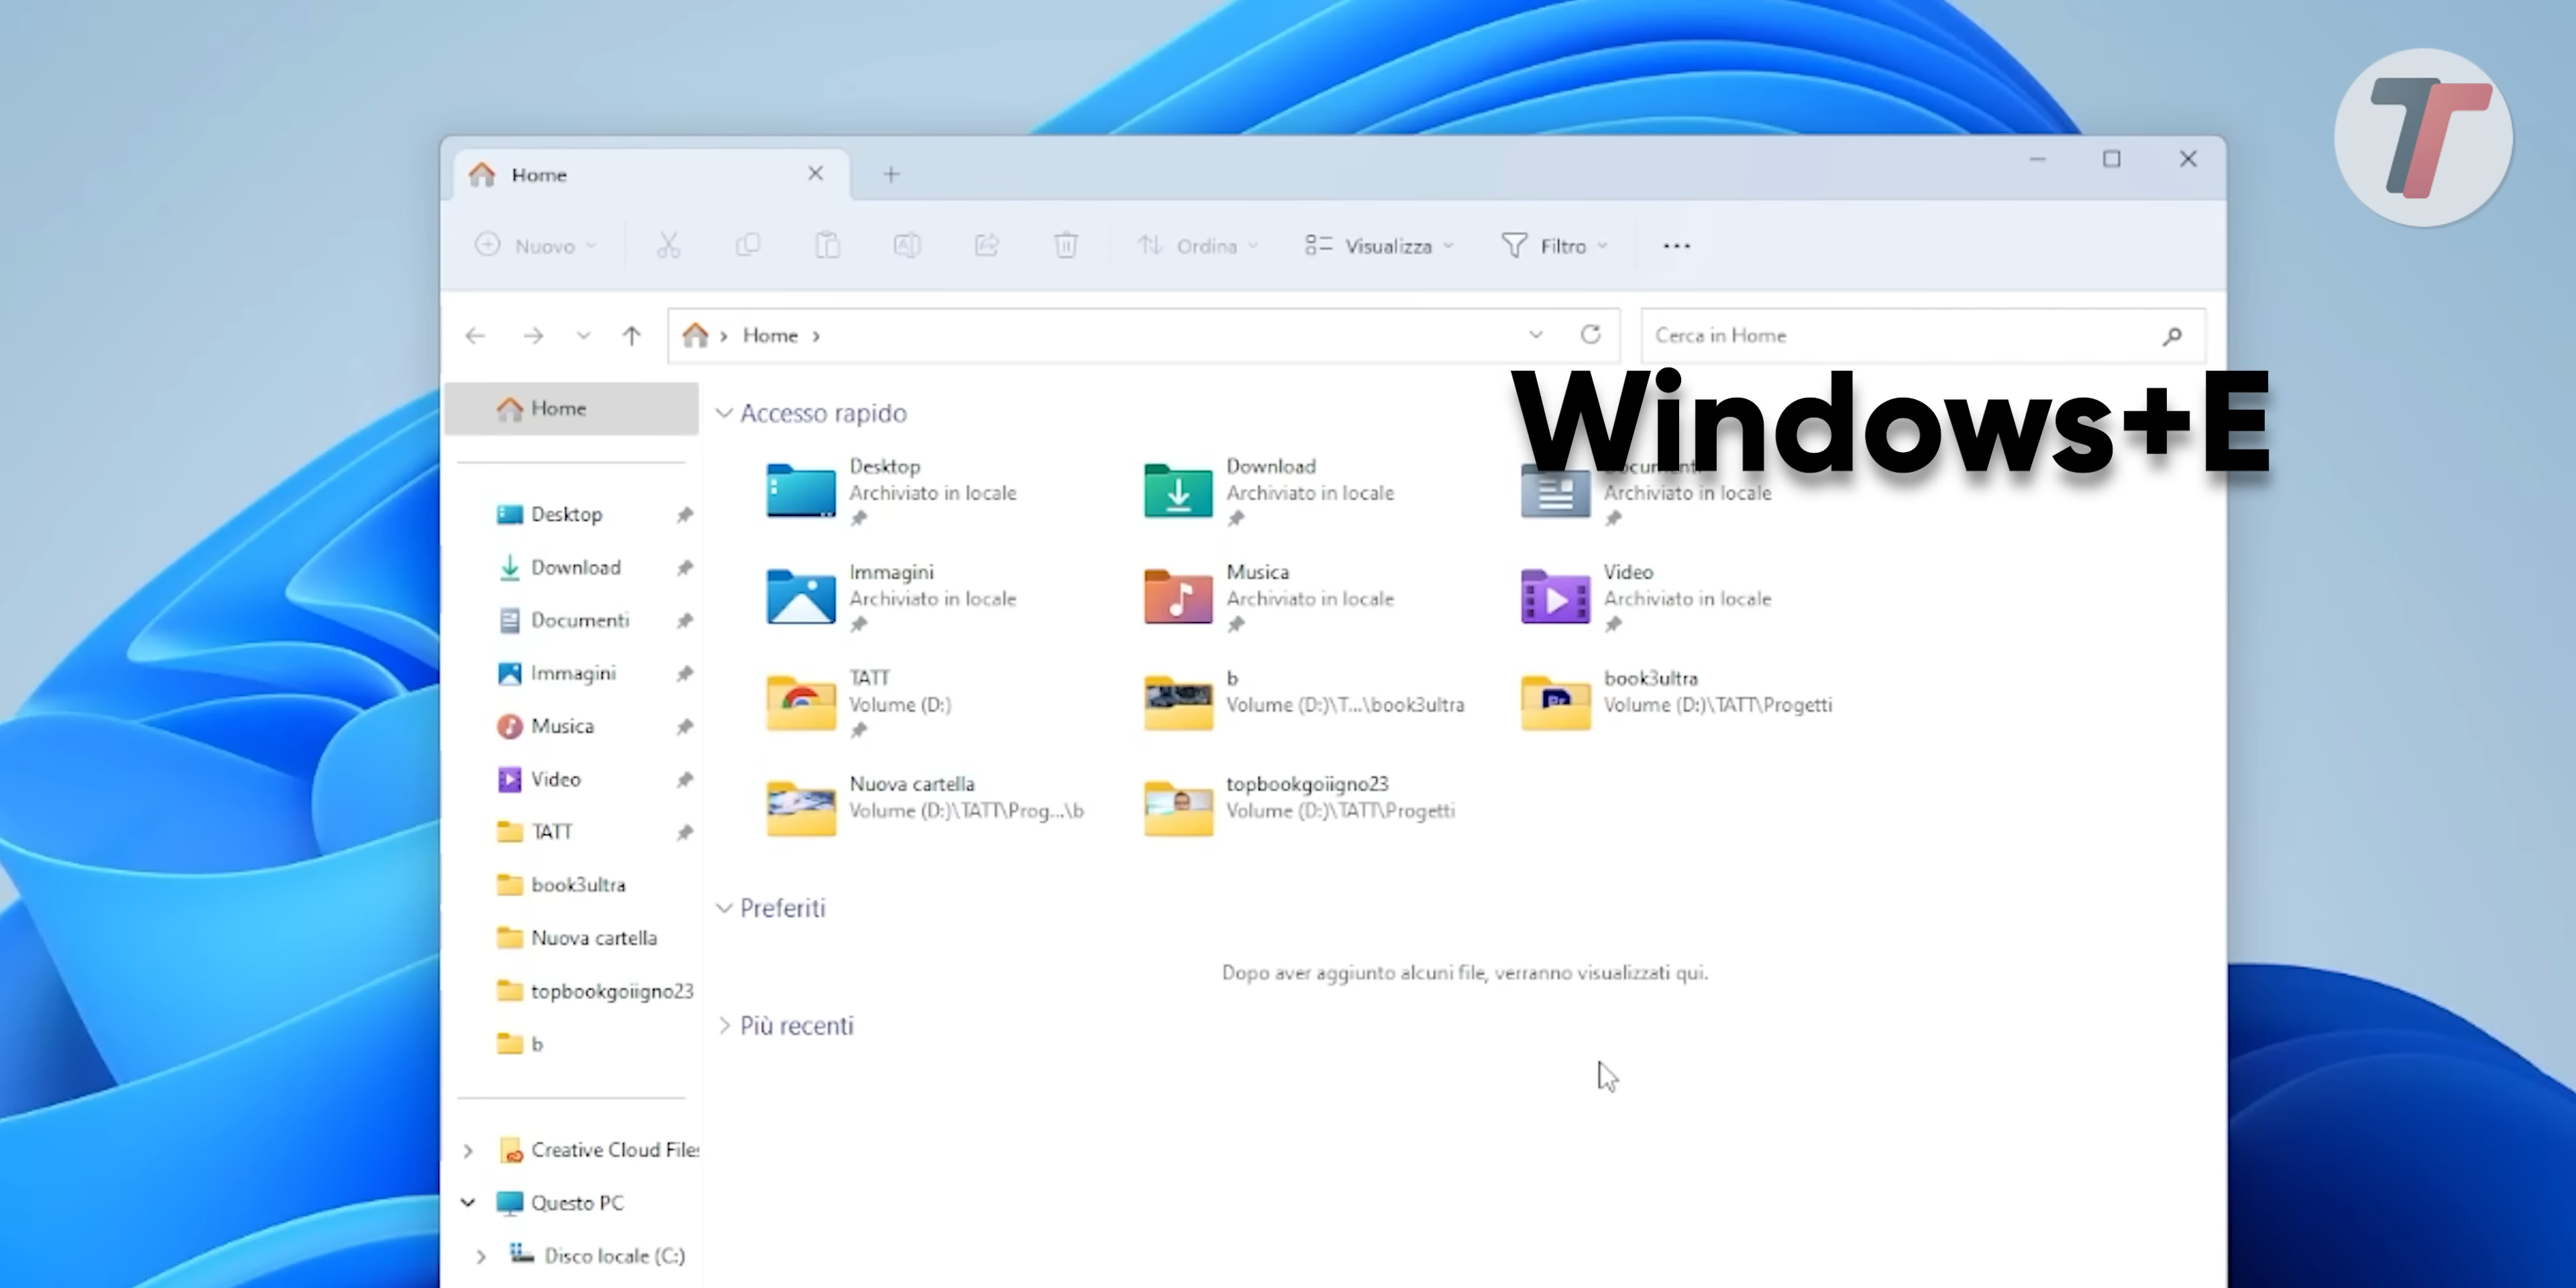 Home
Nuovo
Ordina
Visualizza
Filtro
Home
Cerca in Home
Windows+E
Home
Desktop
Download
Documenti
Immagini
Musica
Video
TATT
book3ultra
Nuova cartella
topbookgoiigno23
b
Creative Cloud Files
Questo PC
Disco locale (C:)
Accesso rapido
Desktop
Archiviato in locale
Download
Archiviato in locale
Documenti
Archiviato in locale
Immagini
Archiviato in locale
Musica
Archiviato in locale
Video
Archiviato in locale
TATT
Volume (D:)
b
Volume (D:)\T...\book3ultra
book3ultra
Volume (D:)\TATT\Progetti
Nuova cartella
Volume (D:)\TATT\Prog...\b
topbookgoiigno23
Volume (D:)\TATT\Progetti
Preferiti
Dopo aver aggiunto alcuni file, verranno visualizzati qui.
Più recenti